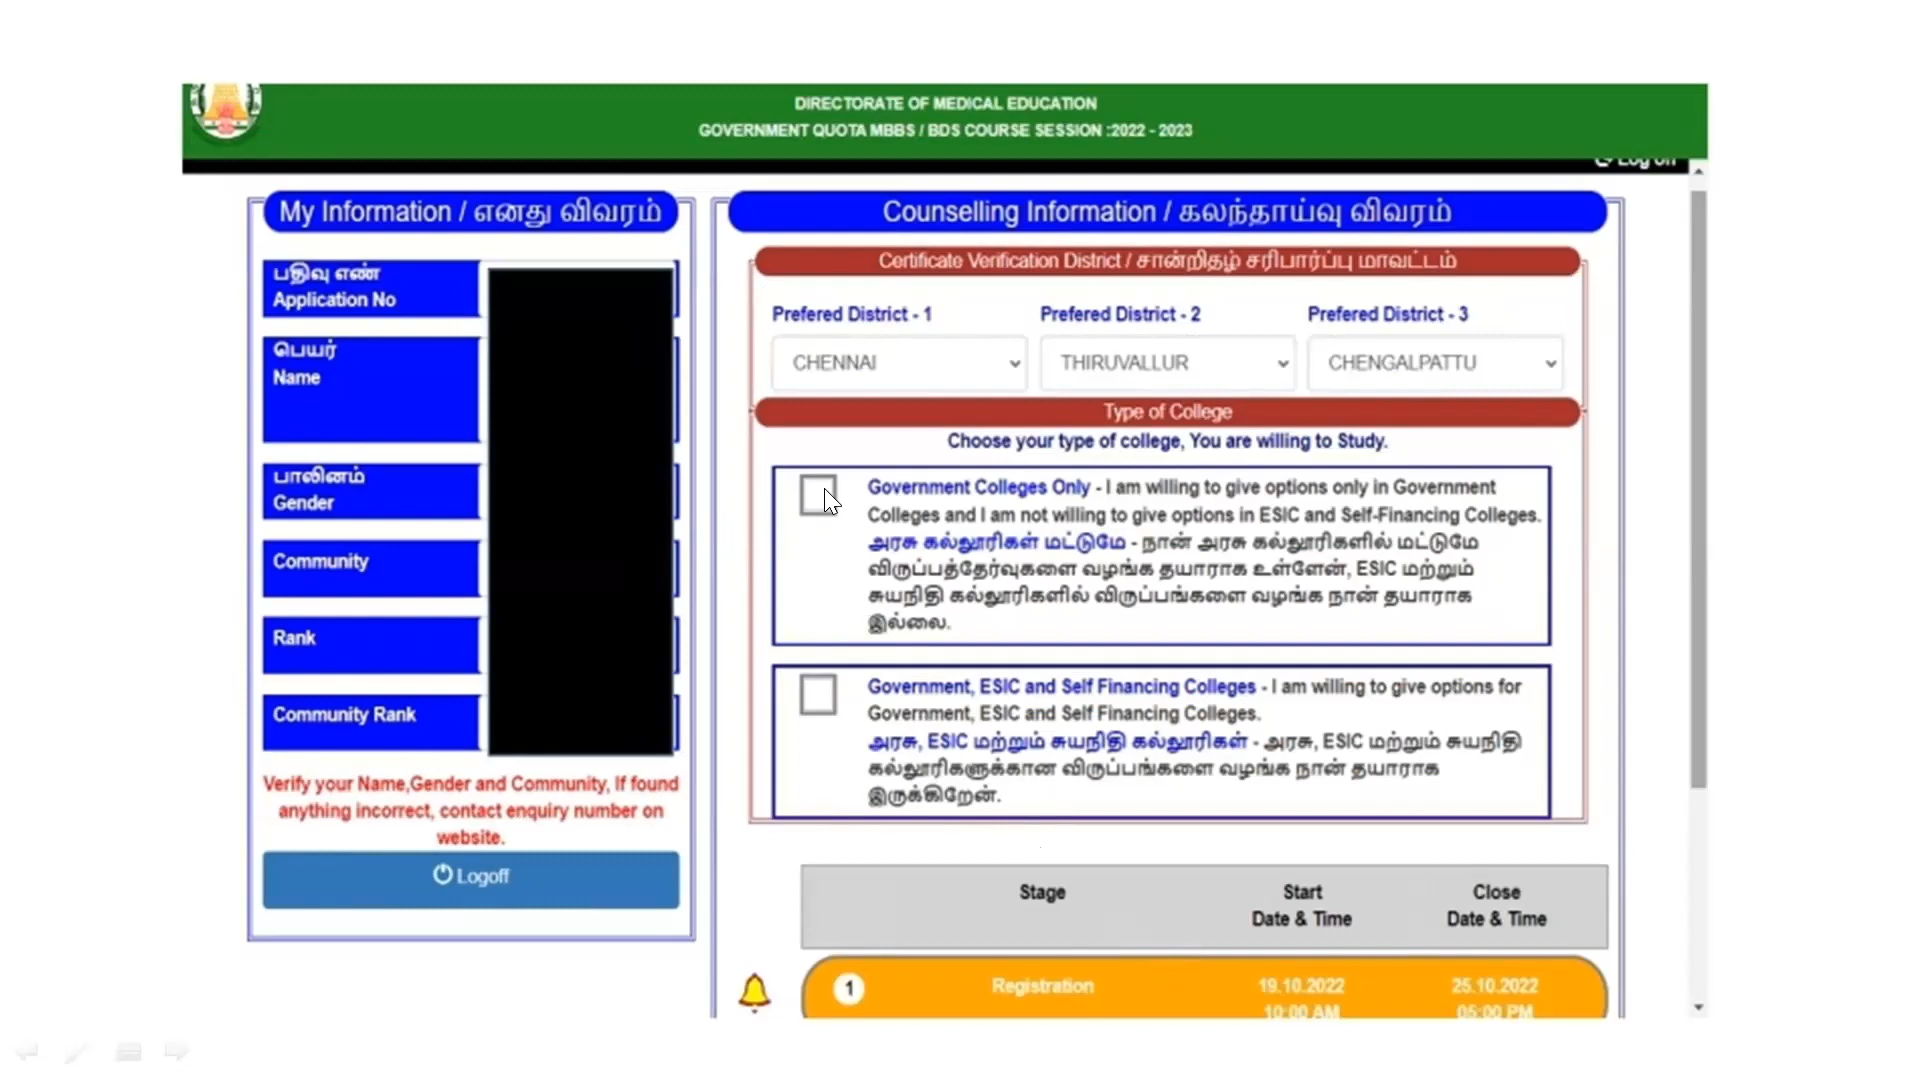 DIRECTORATE OF MEDICAL EDUCATION
GOVERNMENT QUOTA MBBS / BDS COURSE SESSION :2022 - 2023
Log off
My Information / எனது விவரம்
பதிவு எண்
Application No
பெயர்
Name
பாலினம்
Gender
Community
Rank
Community Rank
Verify your Name,Gender and Community, If found
anything incorrect, contact enquiry number on
website.
Logoff
Counselling Information / கலந்தாய்வு விவரம்
Certificate Verification District / சான்றிதழ் சரிபார்ப்பு மாவட்டம்
Prefered District - 1
Prefered District - 2
Prefered District - 3
CHENNAI
THIRUVALLUR
CHENGALPATTU
Type of College
Choose your type of college, You are willing to Study.
Government Colleges Only - I am willing to give options only in Government
Colleges and I am not willing to give options in ESIC and Self-Financing Colleges.
அரசு கல்லூரிகள் மட்டுமே - நான் அரசு கல்லூரிகளில் மட்டுமே
விருப்பத்தேர்வுகளை வழங்க தயாராக உள்ளேன், ESIC மற்றும்
சுயநிதி கல்லூரிகளில் விருப்பங்களை வழங்க நான் தயாராக
இல்லை.
Government, ESIC and Self Financing Colleges - I am willing to give options for
Government, ESIC and Self Financing Colleges.
அரசு, ESIC மற்றும் சுயநிதி கல்லூரிகள் - அரசு, ESIC மற்றும் சுயநிதி
கல்லூரிகளுக்கான விருப்பங்களை வழங்க நான் தயாராக
இருக்கிறேன்.
Stage
Start
Date & Time
Close
Date & Time
1
Registration
19.10.2022
10:00 AM
25.10.2022
05:00 PM